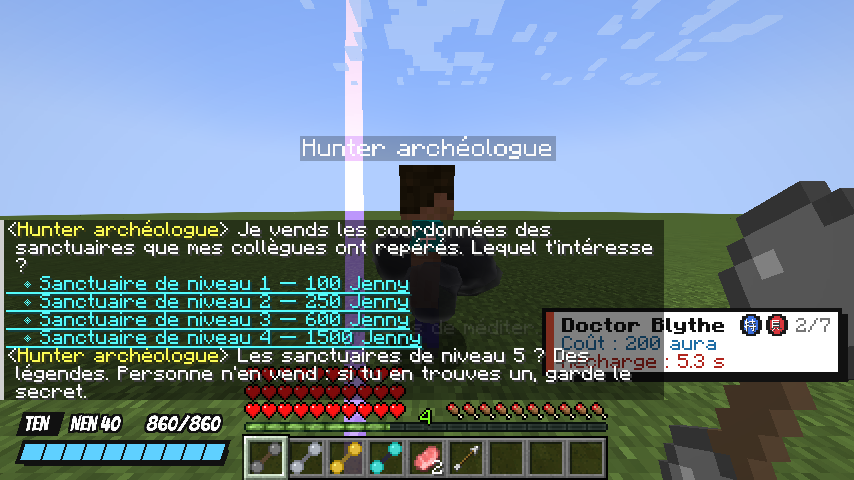 Hunter archéologue
<Hunter archéologue> Je vends les coordonnées des
sanctuaires que mes collègues ont repérés. Lequel t'intéresse
?
◆ Sanctuaire de niveau 1 — 100 Jenny
◆ Sanctuaire de niveau 2 — 250 Jenny
◆ Sanctuaire de niveau 3 — 600 Jenny
◆ Sanctuaire de niveau 4 — 1500 Jenny
de méditer
<Hunter archéologue> Les sanctuaires de niveau 5 ? Des
légendes. Personne n'en vend : si tu en trouves un, garde le
secret.
Doctor Blythe 2/7
Coût : 200 aura
Recharge : 5.3 s
TEN NEN 40 860/860
4
2